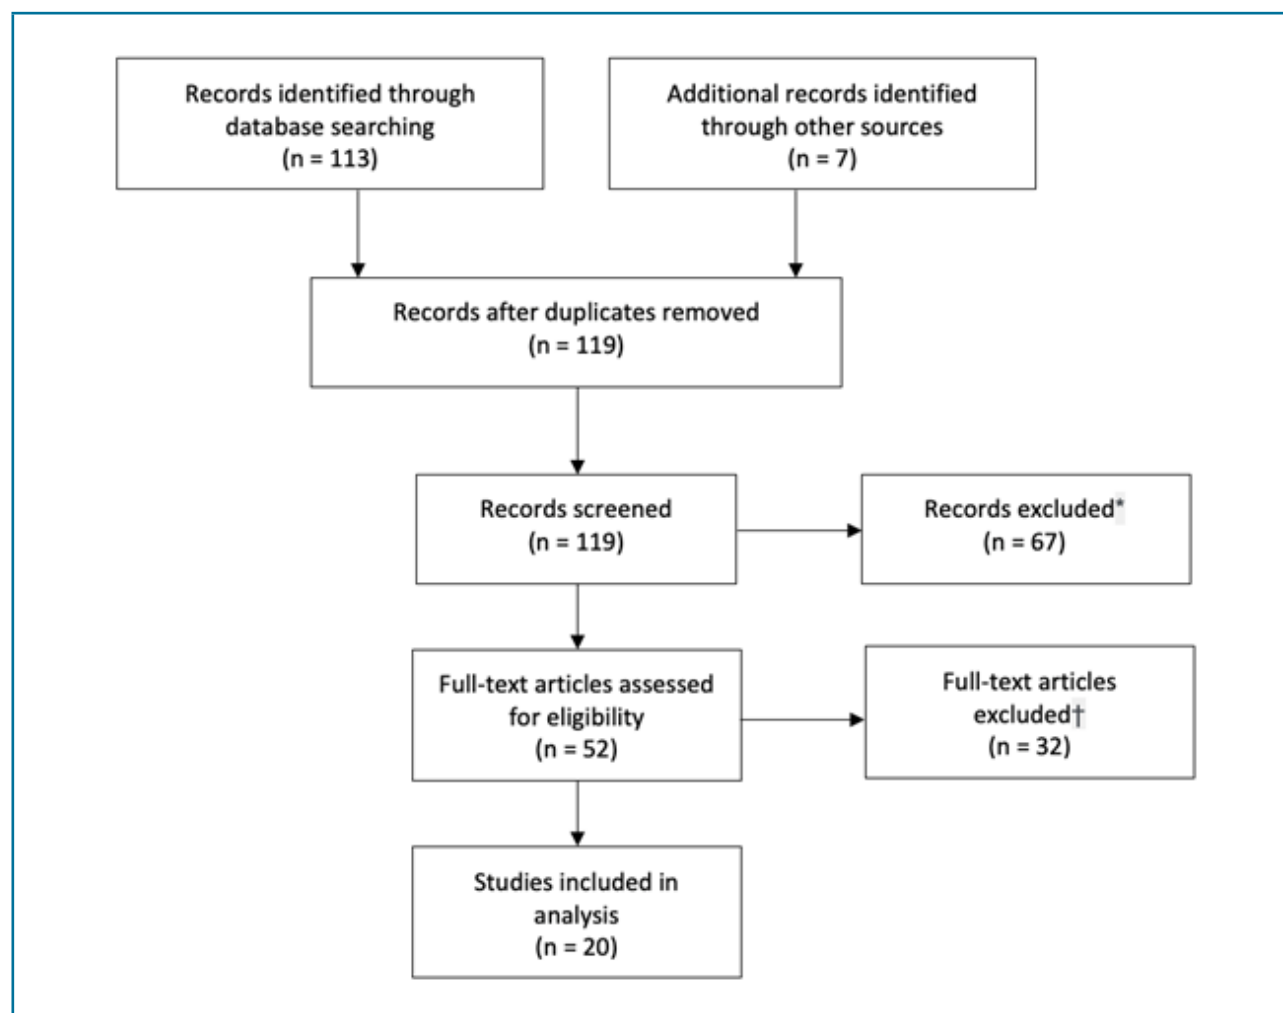 Records identified through
database searching
(n = 113)
Additional records identified
through other sources
(n = 7)
Records after duplicates removed
(n = 119)
Records screened
(n = 119)
Records excluded*
(n = 67)
Full-text articles assessed
for eligibility
(n = 52)
Full-text articles
excluded†
(n = 32)
Studies included in
analysis
(n = 20)